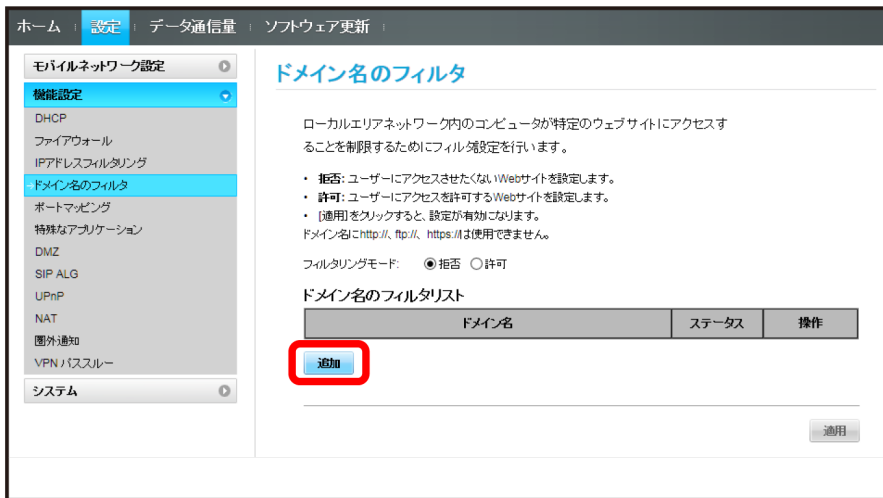 ホーム 設定 データ通信量 ソフトウェア更新
モバイルネットワーク設定
機能設定
DHCP
ファイアウォール
IPアドレスフィルタリング
ドメイン名のフィルタ
ポートマッピング
特殊なアプリケーション
DMZ
SIP ALG
UPnP
NAT
圏外通知
VPN パススルー
システム
ドメイン名のフィルタ
ローカルエリアネットワーク内のコンピュータが特定のウェブサイトにアクセスす
ることを制限するためにフィルタ設定を行います。
・ 拒否: ユーザーにアクセスさせたくないWebサイトを設定します。
・ 許可: ユーザーにアクセスを許可するWebサイトを設定します。
・ [適用]をクリックすると、設定が有効になります。
ドメイン名にhttp://、ftp://、https://は使用できません。
フィルタリングモード: 拒否 許可
ドメイン名のフィルタリスト
ドメイン名 ステータス 操作
追加
適用